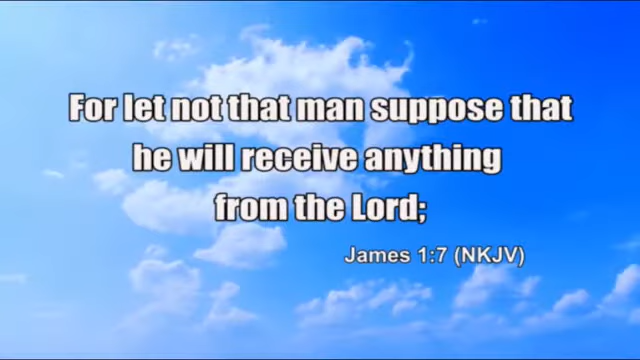 For let not that man suppose that
he will receive anything
from the Lord;
James 1:7 (NKJV)